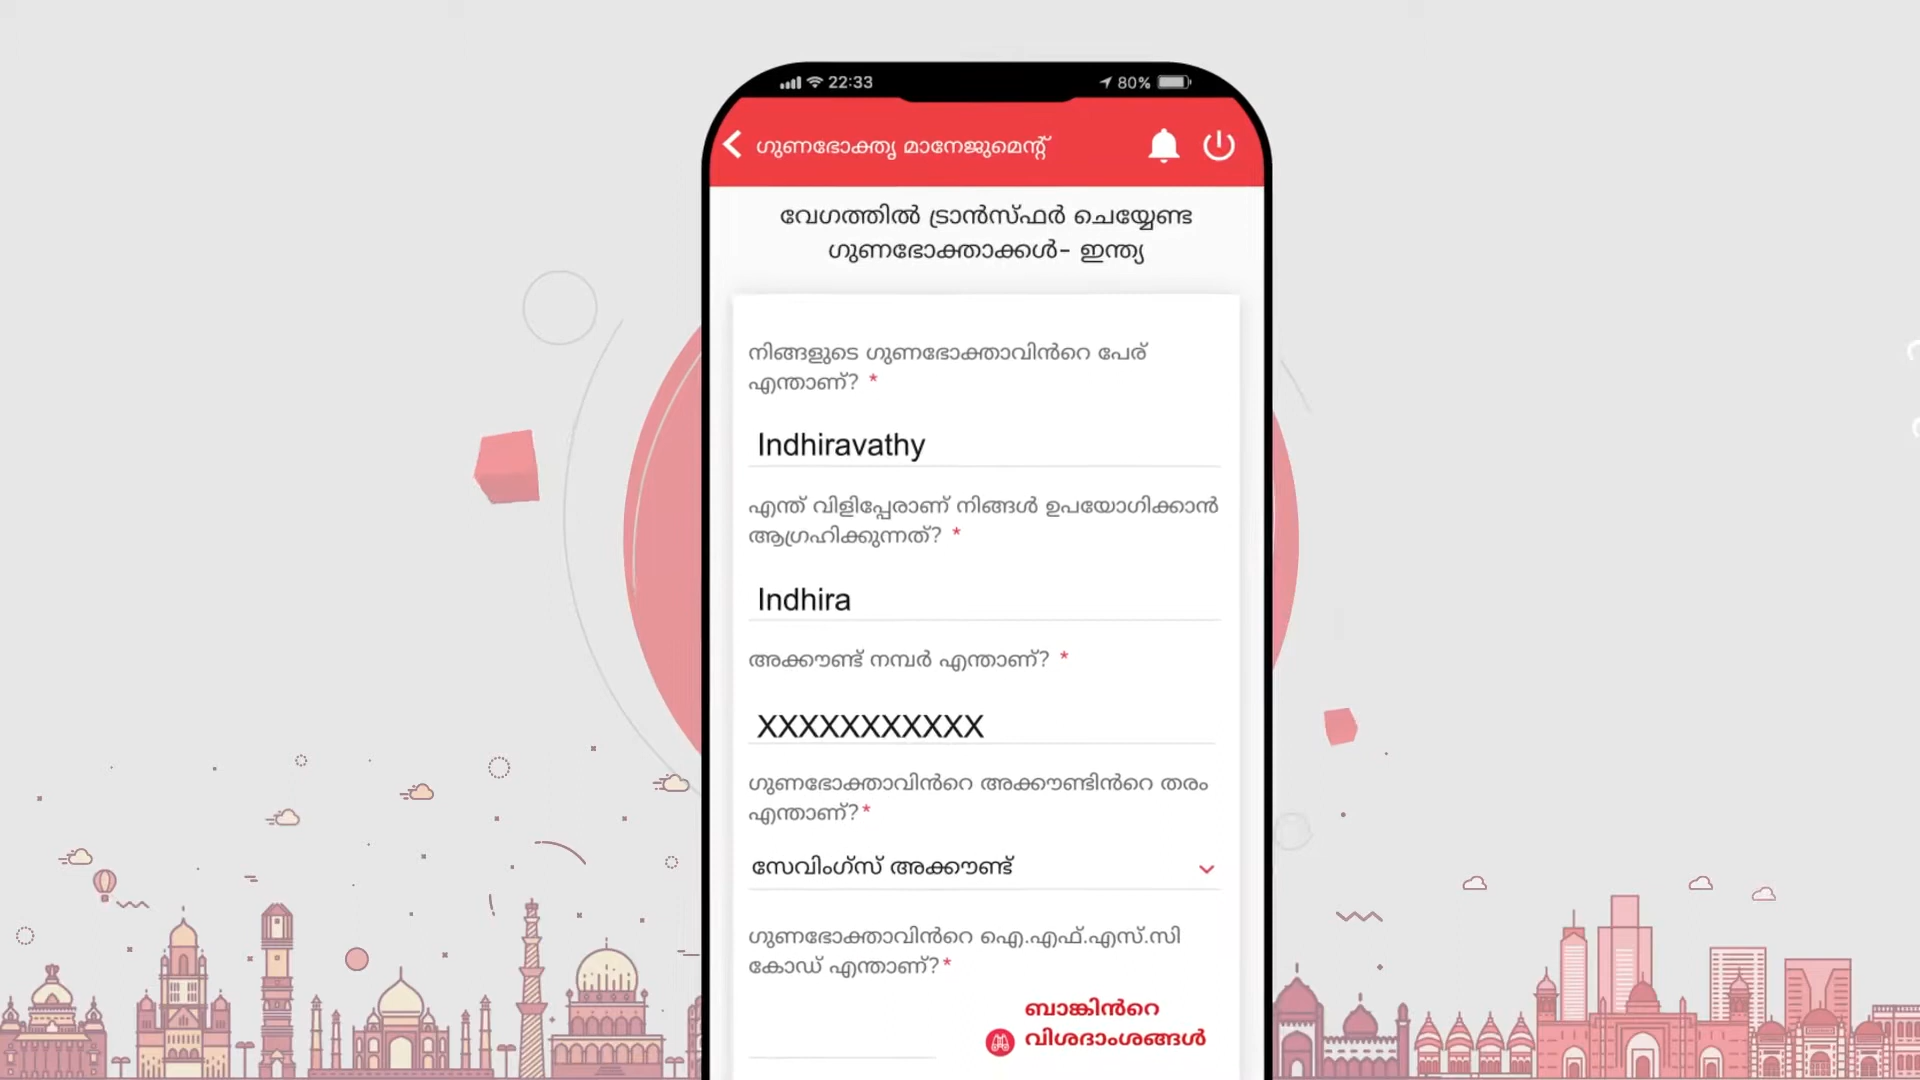 22:33
80%
ഗുണഭോക്തൃ മാനേജുമെന്റ്
വേഗത്തിൽ ട്രാൻസ്ഫർ ചെയ്യേണ്ട
ഗുണഭോക്താക്കൾ- ഇന്ത്യ
നിങ്ങളുടെ ഗുണഭോക്താവിൻറെ പേര്
എന്താണ്? *
Indhiravathy
എന്ത് വിളിപ്പേരാണ് നിങ്ങൾ ഉപയോഗിക്കാൻ
ആഗ്രഹിക്കുന്നത്? *
Indhira
അക്കൗണ്ട് നമ്പർ എന്താണ്? *
XXXXXXXXXXX
ഗുണഭോക്താവിൻറെ അക്കൗണ്ടിൻറെ തരം
എന്താണ്?*
സേവിംഗ്സ് അക്കൗണ്ട്
ഗുണഭോക്താവിൻറെ ഐ.എഫ്.എസ്.സി
കോഡ് എന്താണ്?*
ബാങ്കിൻറെ
വിശദാംശങ്ങൾ